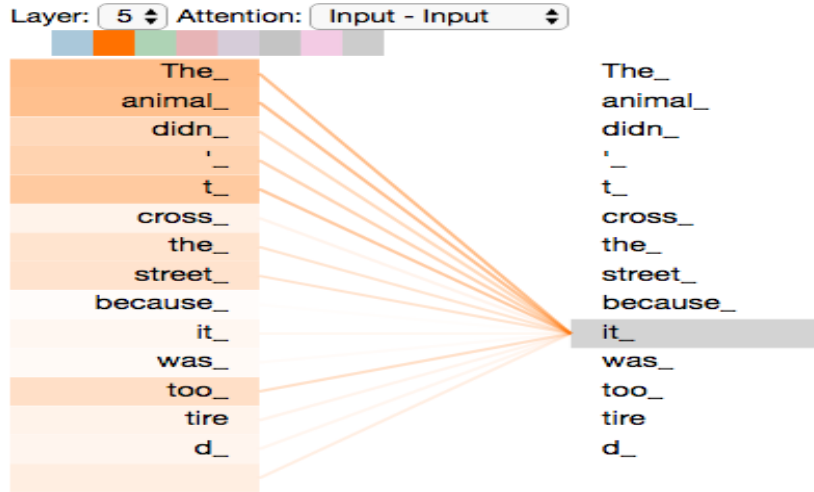 Layer: 5 Attention: Input - Input
The_ The_
animal_ animal_
didn_ didn_
'_ '_
t_ t_
cross_ cross_
the_ the_
street_ street_
because_ because_
it_ it_
was_ was_
too_ too_
tire tire
d_ d_